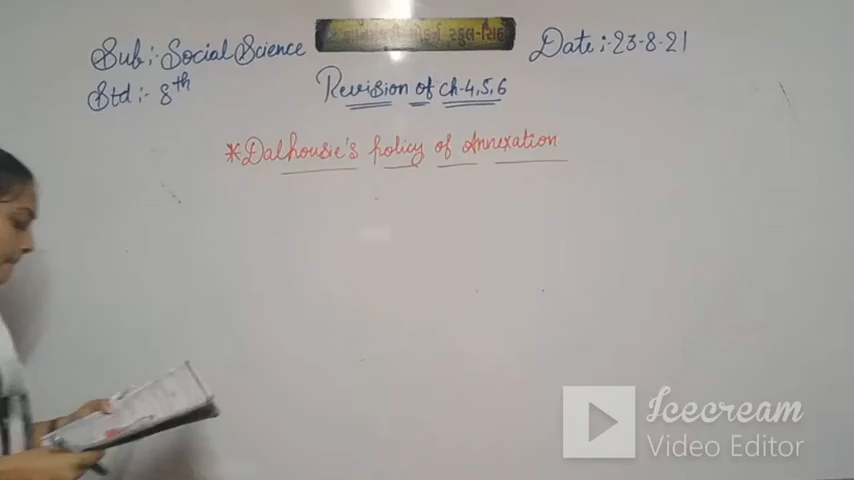 Sub:- Social Science
સ્કૂલ-સિહોર
Date :-23-8-21
Std:- 8th
Revision of ch-4,5,6
*Dalhousie's policy of Annexation
Icecream
Video Editor